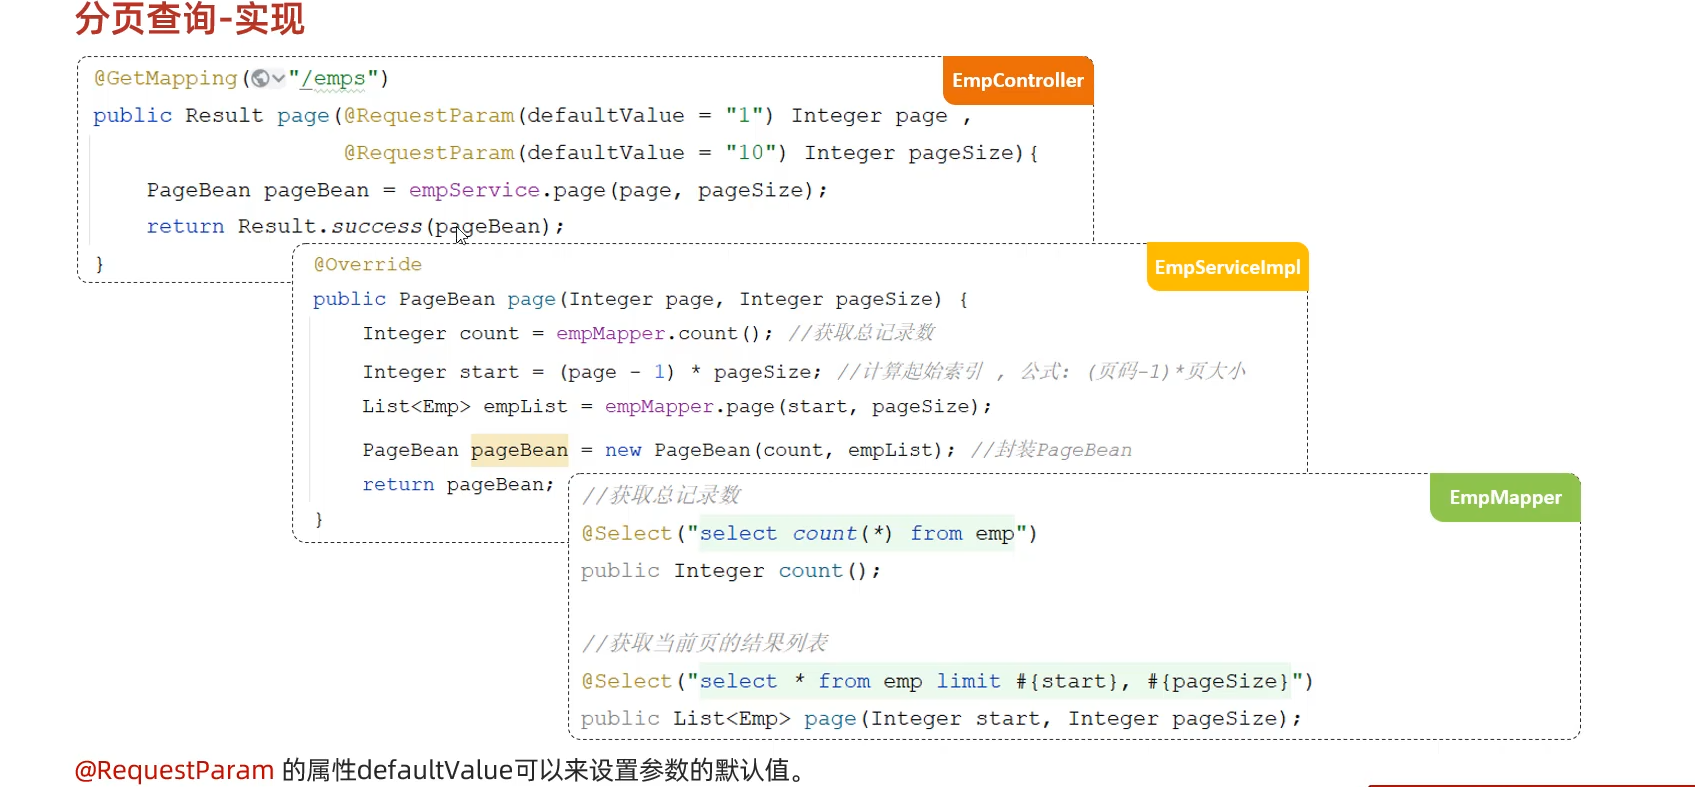 分页查询-实现
EmpController
@GetMapping("/emps")
public Result page(@RequestParam(defaultValue = "1") Integer page ,
@RequestParam(defaultValue = "10") Integer pageSize){
PageBean pageBean = empService.page(page, pageSize);
return Result.success(pageBean);
}
EmpServiceImpl
@Override
public PageBean page(Integer page, Integer pageSize) {
Integer count = empMapper.count(); //获取总记录数
Integer start = (page - 1) * pageSize; //计算起始索引 , 公式: (页码-1)*页大小
List<Emp> empList = empMapper.page(start, pageSize);
PageBean pageBean = new PageBean(count, empList); //封装PageBean
return pageBean;
}
EmpMapper
//获取总记录数
@Select("select count(*) from emp")
public Integer count();
//获取当前页的结果列表
@Select("select * from emp limit #{start}, #{pageSize}")
public List<Emp> page(Integer start, Integer pageSize);
@RequestParam 的属性defaultValue可以来设置参数的默认值。